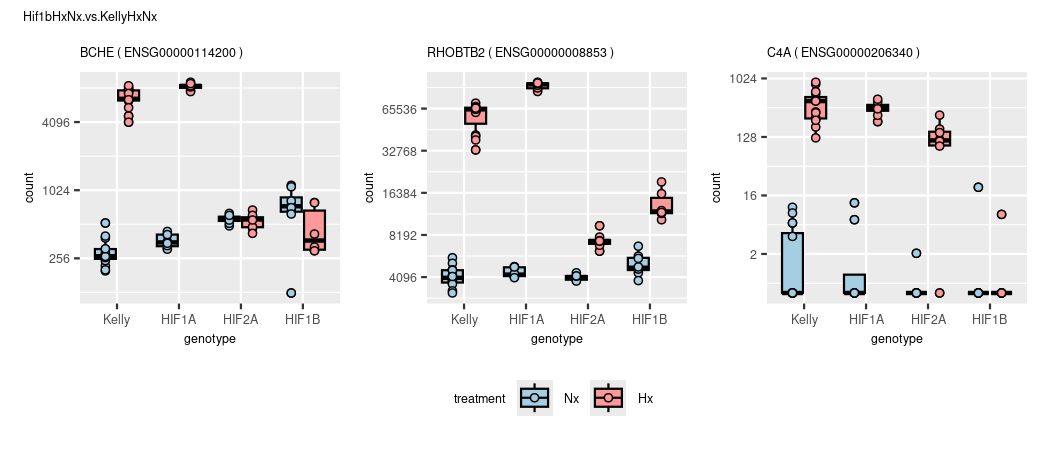 Hif1bHxNx.vs.KellyHxNx
BCHE ( ENSG00000114200 )
4096
1024
256
count
Kelly HIF1A HIF2A HIF1B
genotype
RHOBTB2 ( ENSG00000008853 )
65536
32768
16384
8192
4096
count
Kelly HIF1A HIF2A HIF1B
genotype
C4A ( ENSG00000206340 )
1024
128
16
2
count
Kelly HIF1A HIF2A HIF1B
genotype
treatment Nx Hx